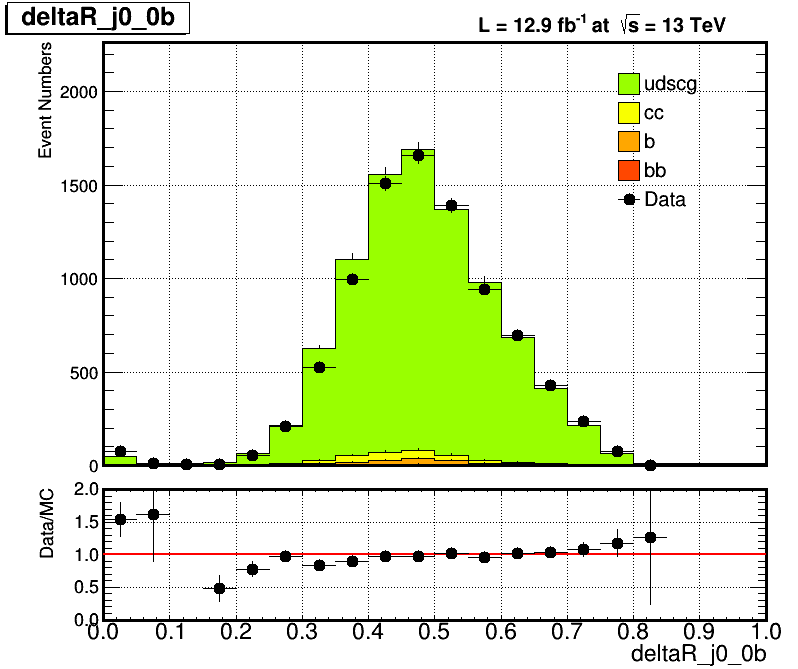 deltaR_j0_0b
L = 12.9 fb⁻¹ at √s = 13 TeV
Event Numbers
2000
1500
1000
500
0
udscg
cc
b
bb
Data
Data/MC
2.0
1.5
1.0
0.5
0.0
0.0 0.1 0.2 0.3 0.4 0.5 0.6 0.7 0.8 0.9 1.0
deltaR_j0_0b